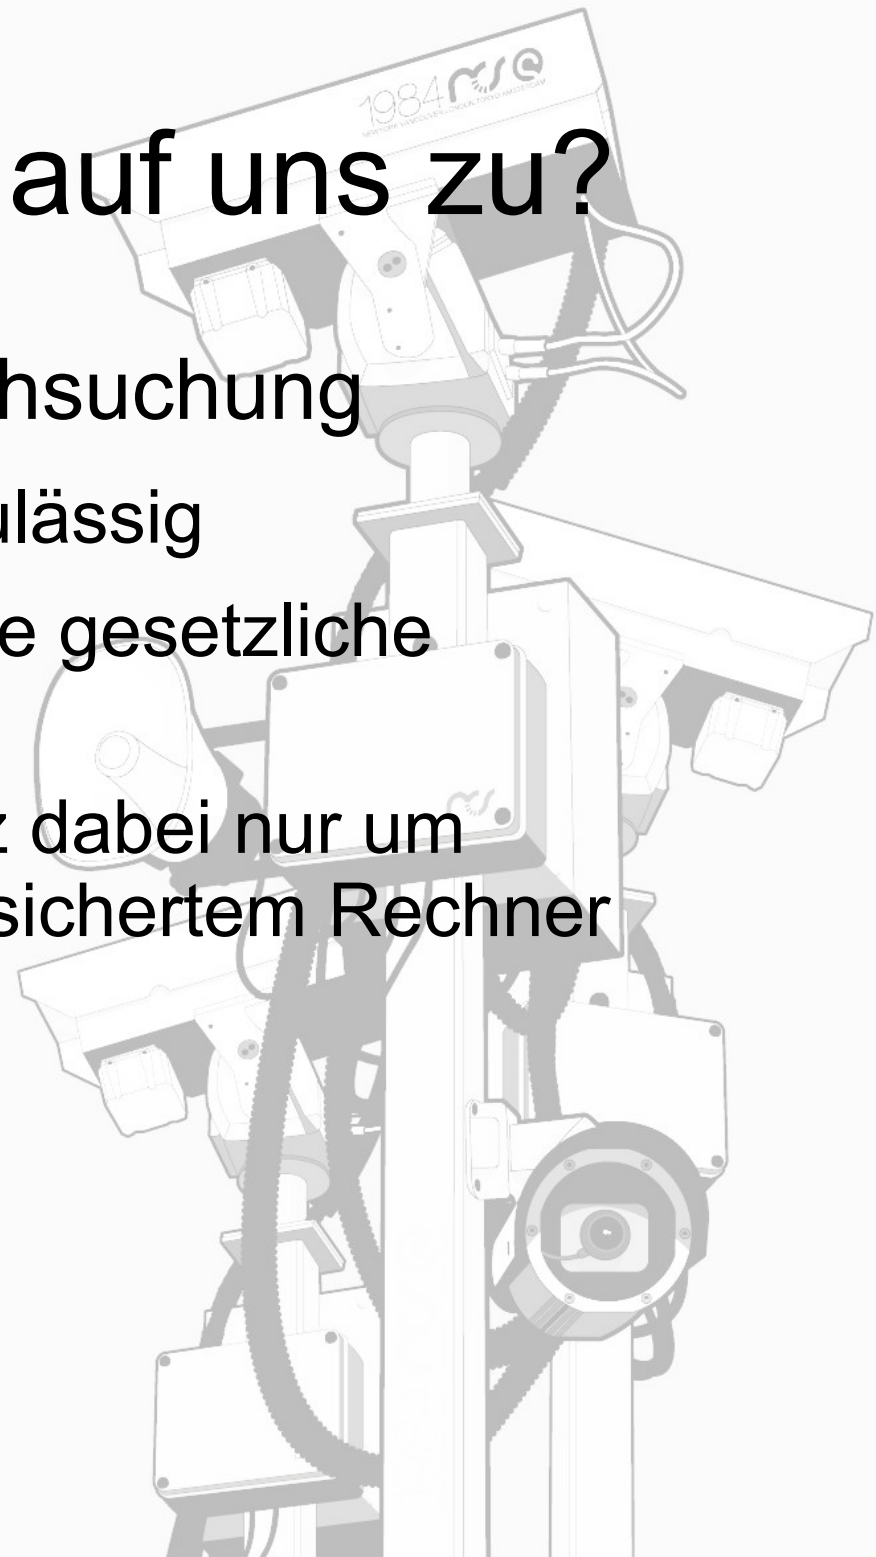 1984
auf uns zu?
hsuchung
ulässig
e gesetzliche
z dabei nur um
sichertem Rechner